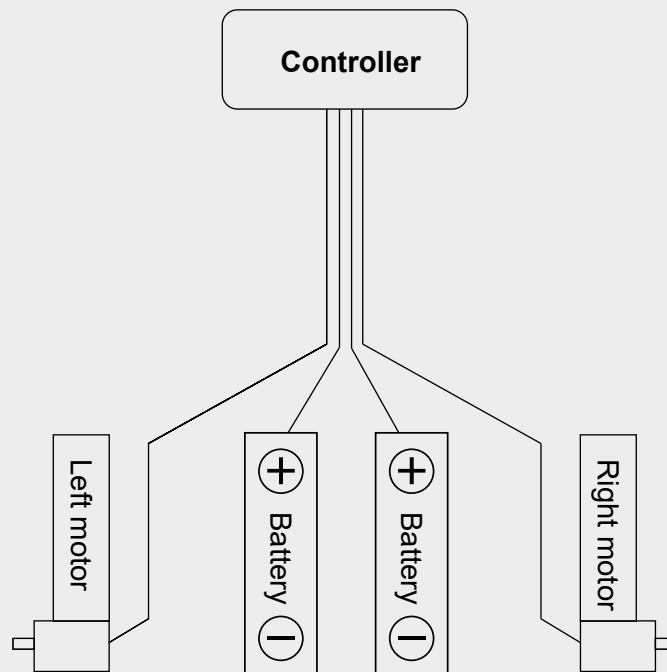 Controller
Left motor
+ Battery −
+ Battery −
Right motor